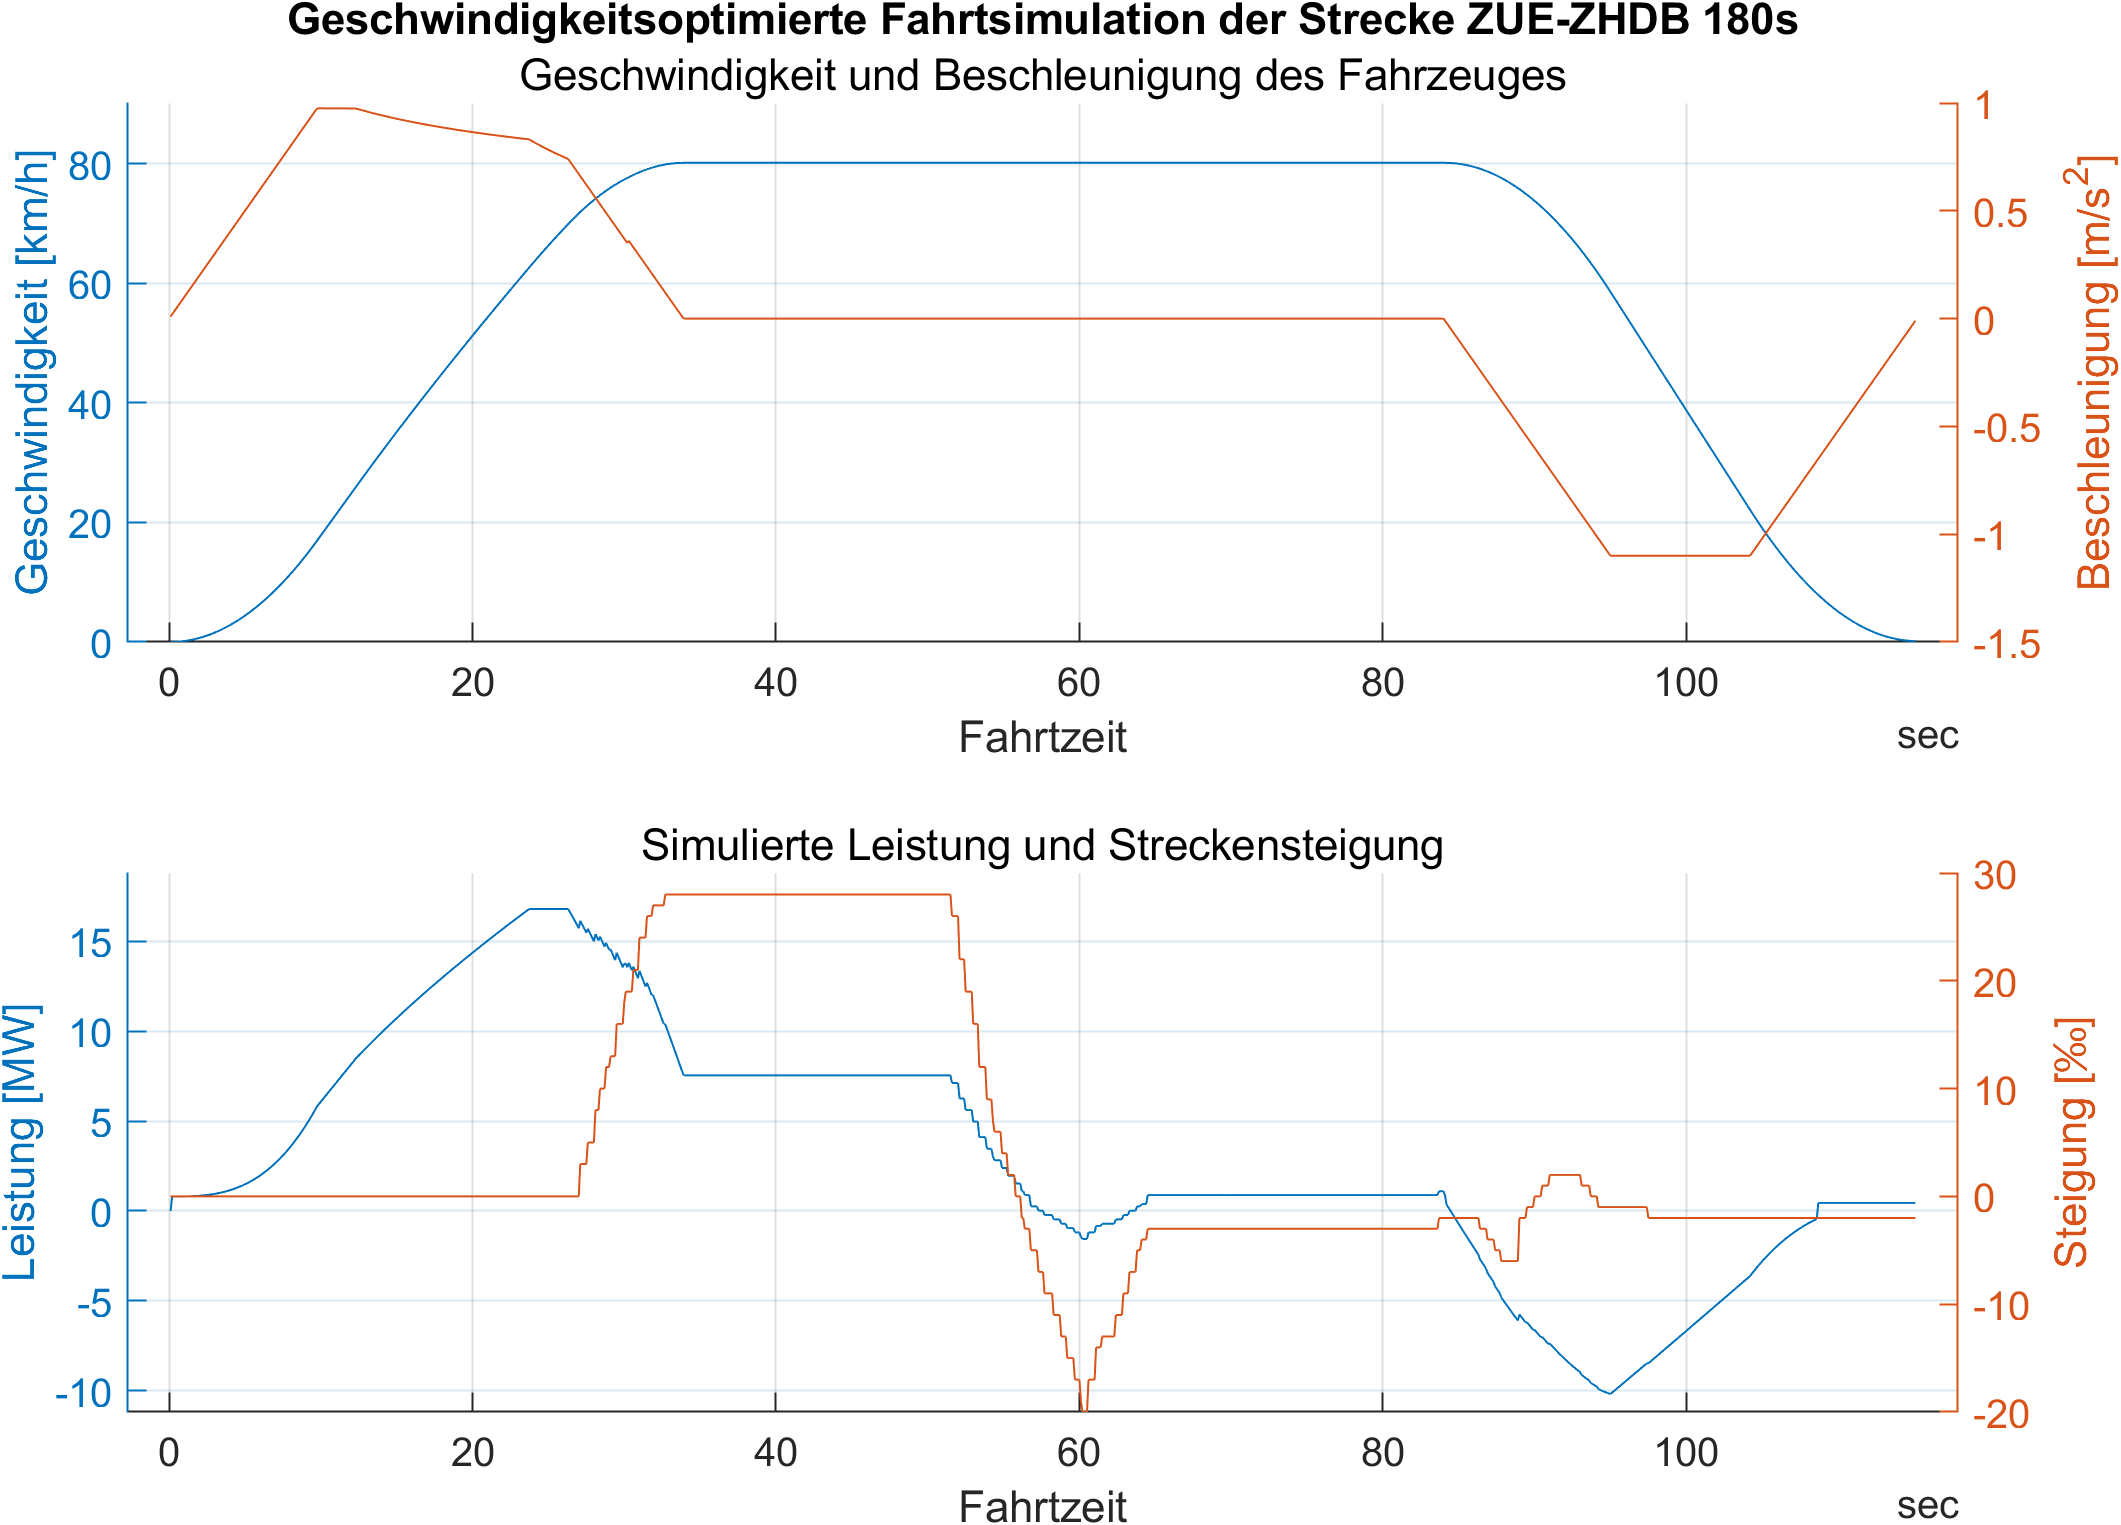 Geschwindigkeitsoptimierte Fahrtsimulation der Strecke ZUE-ZHDB 180s
Geschwindigkeit und Beschleunigung des Fahrzeuges
Geschwindigkeit [km/h]
80
60
40
20
0
1
0.5
0
-0.5
-1
-1.5
Beschleunigung [m/s²]
0 20 40 60 80 100
Fahrtzeit
sec
Simulierte Leistung und Streckensteigung
Leistung [MW]
15
10
5
0
-5
-10
30
20
10
0
-10
-20
Steigung [‰]
0 20 40 60 80 100
Fahrtzeit
sec